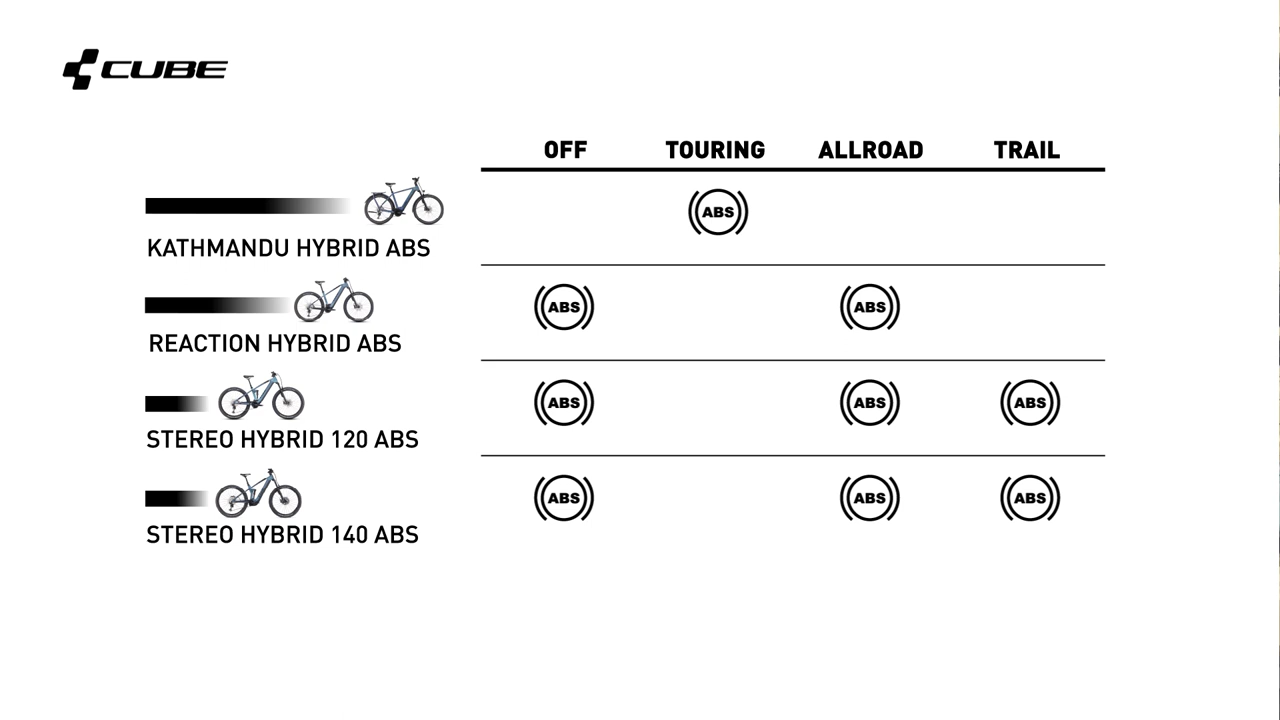 CUBE
OFF TOURING ALLROAD TRAIL
ABS
KATHMANDU HYBRID ABS
ABS ABS
REACTION HYBRID ABS
ABS ABS ABS
STEREO HYBRID 120 ABS
ABS ABS ABS
STEREO HYBRID 140 ABS